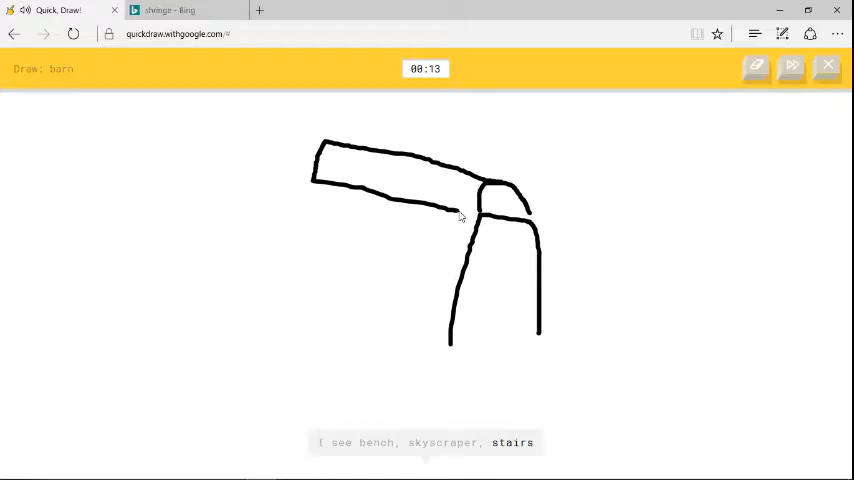 Quick, Draw!
shringe - Bing
quickdraw.withgoogle.com/#
Draw: barn
00:13
I see bench, skyscraper, stairs